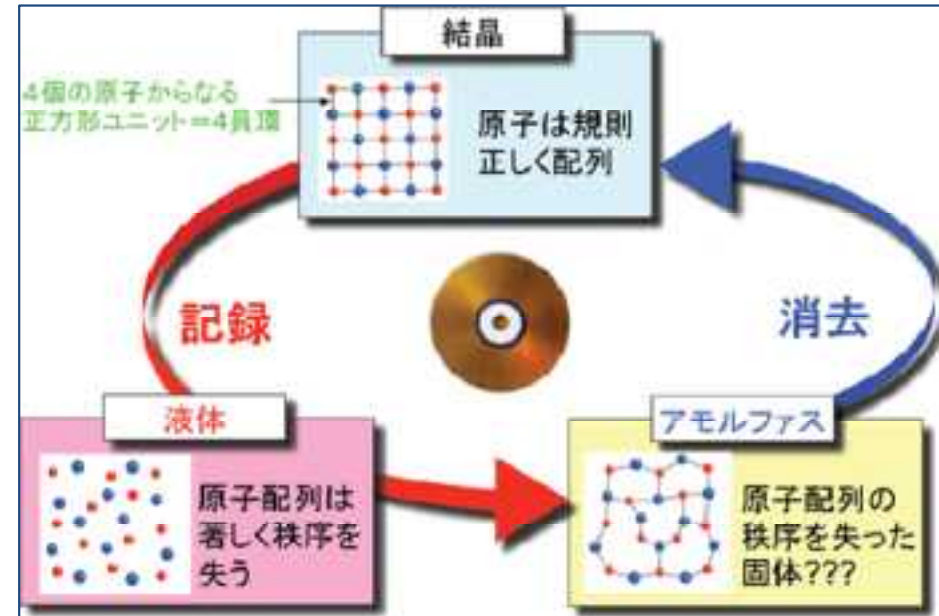 結晶
4個の原子からなる
正方形ユニット=4員環
原子は規則
正しく配列
記録
消去
液体
原子配列は
著しく秩序を
失う
アモルファス
原子配列の
秩序を失った
固体???